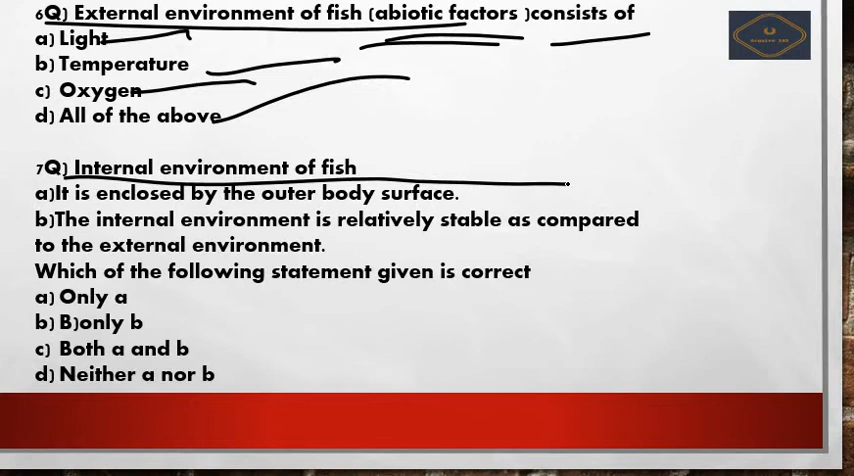 6Q) External environment of fish (abiotic factors )consists of
a) Light
b) Temperature
c) Oxygen
d) All of the above
7Q) Internal environment of fish
a)It is enclosed by the outer body surface.
b)The internal environment is relatively stable as compared
to the external environment.
Which of the following statement given is correct
a) Only a
b) B)only b
c) Both a and b
d) Neither a nor b